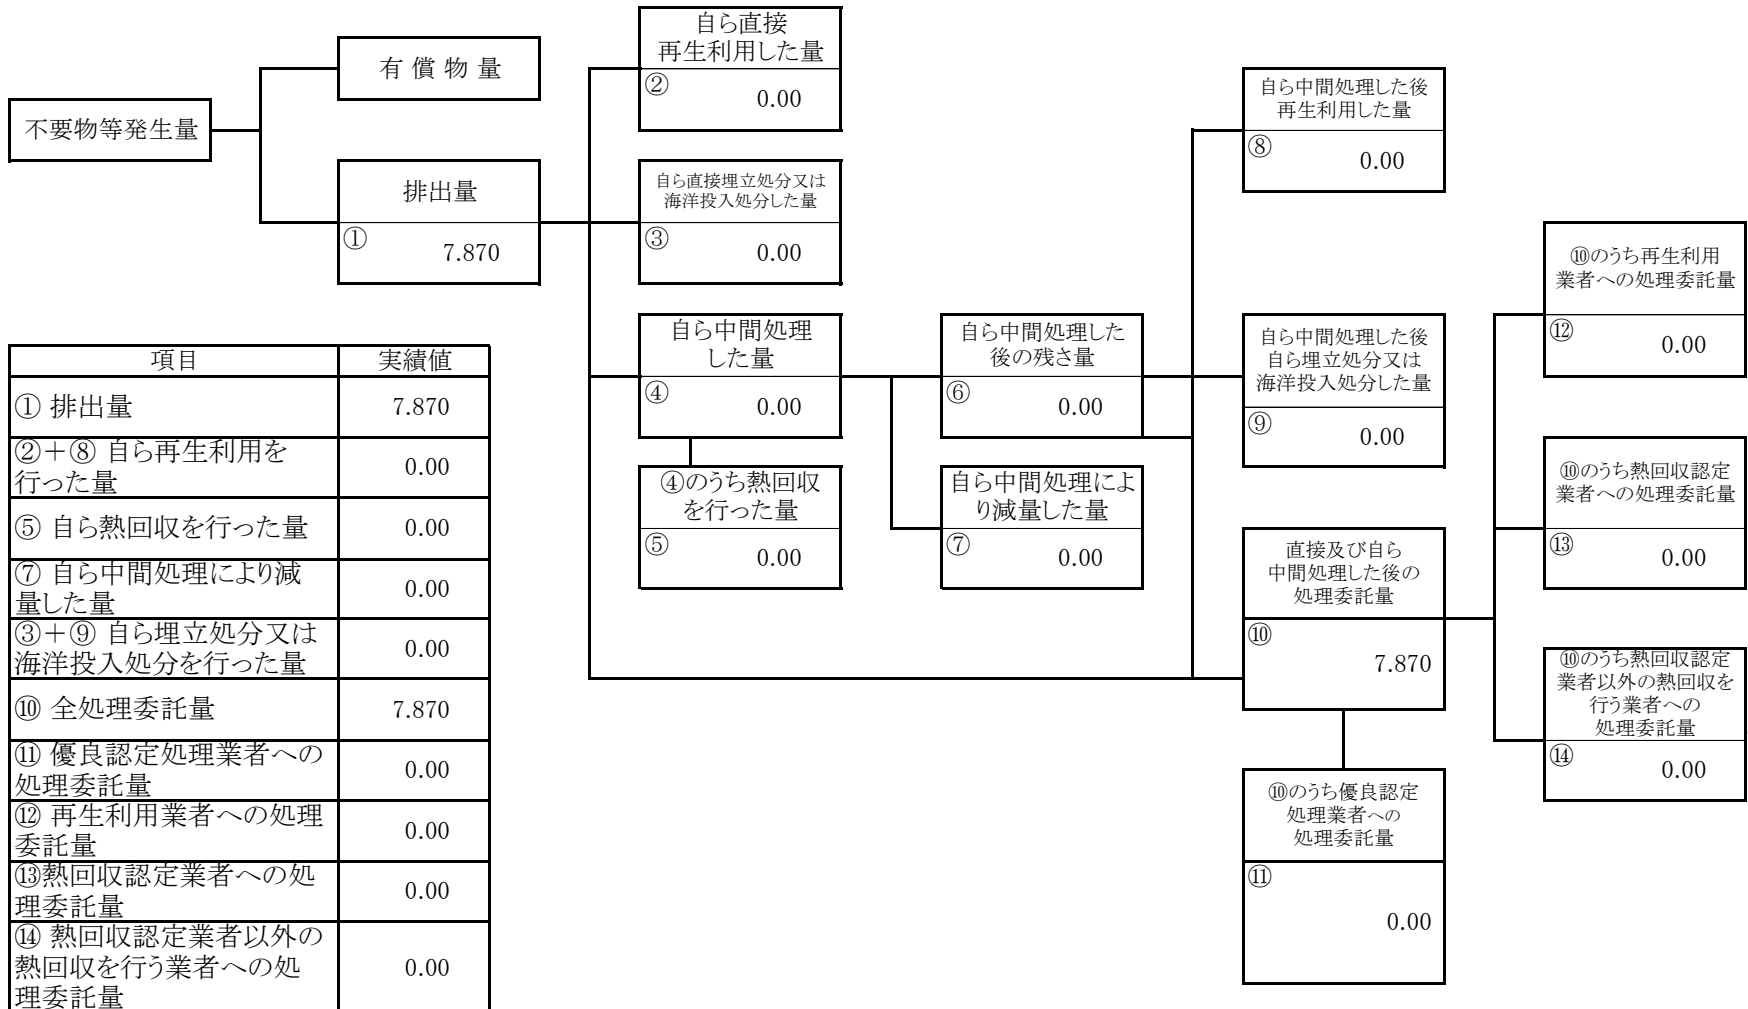 不要物等発生量
有 償 物 量
排出量
①
7.870
自ら直接
再生利用した量
②
0.00
自ら直接埋立処分又は
海洋投入処分した量
③
0.00
自ら中間処理
した量
④
0.00
④のうち熱回収
を行った量
⑤
0.00
自ら中間処理した
後の残さ量
⑥
0.00
自ら中間処理によ
り減量した量
⑦
0.00
自ら中間処理した後
再生利用した量
⑧
0.00
自ら中間処理した後
自ら埋立処分又は
海洋投入処分した量
⑨
0.00
直接及び自ら
中間処理した後の
処理委託量
⑩
7.870
⑩のうち優良認定
処理業者への
処理委託量
⑪
0.00
⑩のうち再生利用
業者への処理委託量
⑫
0.00
⑩のうち熱回収認定
業者への処理委託量
⑬
0.00
⑩のうち熱回収認定
業者以外の熱回収を
行う業者への
処理委託量
⑭
0.00
項目 実績値
① 排出量 7.870
②＋⑧ 自ら再生利用を
行った量 0.00
⑤ 自ら熱回収を行った量 0.00
⑦ 自ら中間処理により減
量した量 0.00
③＋⑨ 自ら埋立処分又は
海洋投入処分を行った量 0.00
⑩ 全処理委託量 7.870
⑪ 優良認定処理業者への
処理委託量 0.00
⑫ 再生利用業者への処理
委託量 0.00
⑬熱回収認定業者への処
理委託量 0.00
⑭ 熱回収認定業者以外の
熱回収を行う業者への処
理委託量 0.00